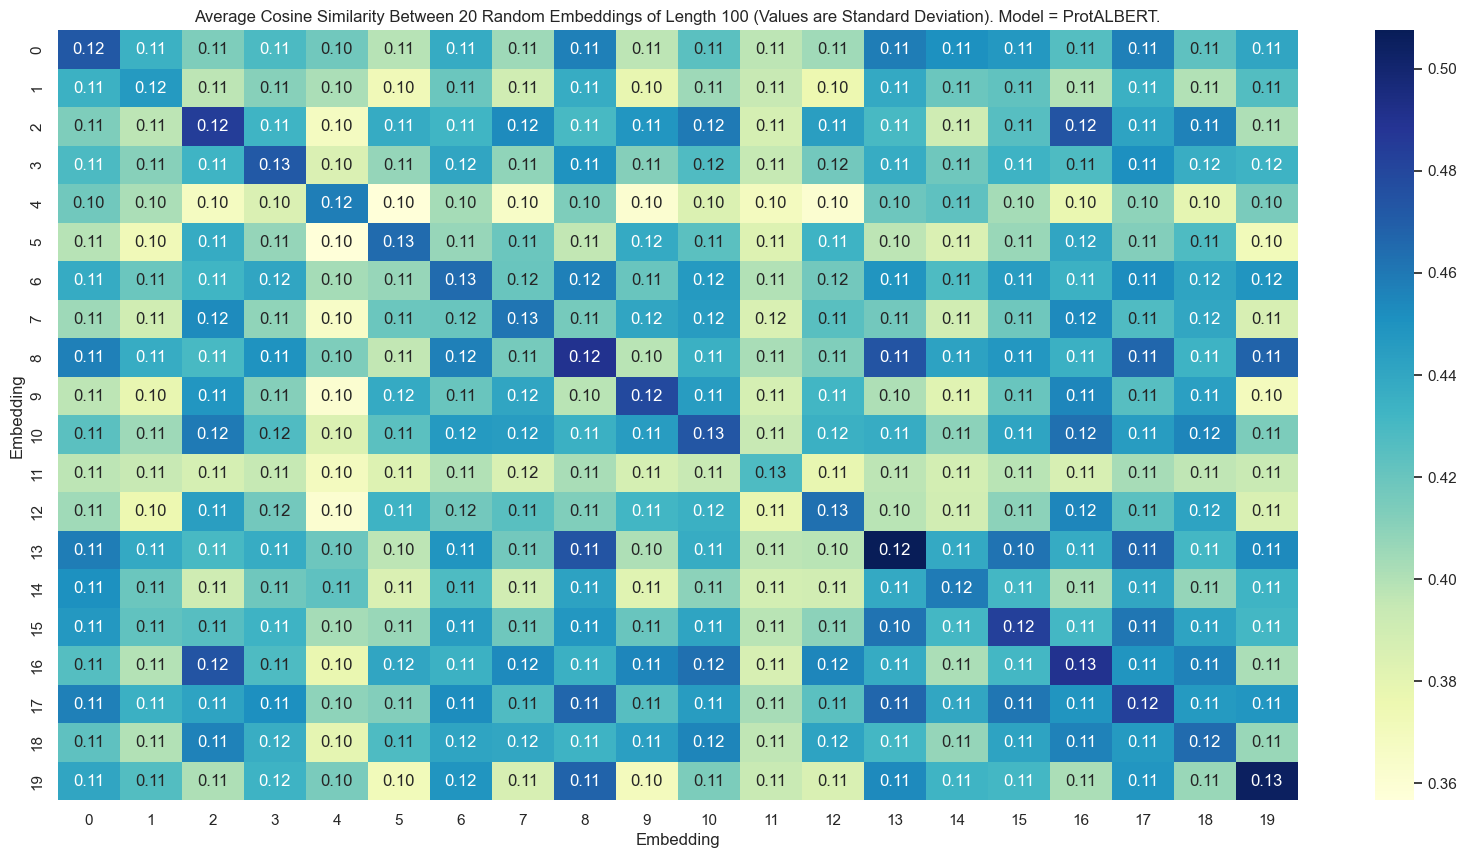 Average Cosine Similarity Between 20 Random Embeddings of Length 100 (Values are Standard Deviation). Model = ProtALBERT.
0 0.12 0.11 0.11 0.11 0.10 0.11 0.11 0.11 0.11 0.11 0.11 0.11 0.11 0.11 0.11 0.11 0.11 0.11 0.11 0.11
1 0.11 0.12 0.11 0.11 0.10 0.10 0.11 0.11 0.11 0.10 0.11 0.11 0.10 0.11 0.11 0.11 0.11 0.11 0.11 0.11
2 0.11 0.11 0.12 0.11 0.10 0.11 0.11 0.12 0.11 0.11 0.12 0.11 0.11 0.11 0.11 0.11 0.12 0.11 0.11 0.11
3 0.11 0.11 0.11 0.13 0.10 0.11 0.12 0.11 0.11 0.11 0.12 0.11 0.12 0.11 0.11 0.11 0.11 0.11 0.12 0.12
4 0.10 0.10 0.10 0.10 0.12 0.10 0.10 0.10 0.10 0.10 0.10 0.10 0.10 0.10 0.11 0.10 0.10 0.10 0.10 0.10
5 0.11 0.10 0.11 0.11 0.10 0.13 0.11 0.11 0.11 0.12 0.11 0.11 0.11 0.10 0.11 0.11 0.12 0.11 0.11 0.10
6 0.11 0.11 0.11 0.12 0.10 0.11 0.13 0.12 0.12 0.11 0.12 0.11 0.12 0.11 0.11 0.11 0.11 0.11 0.12 0.12
7 0.11 0.11 0.12 0.11 0.10 0.11 0.12 0.13 0.11 0.12 0.12 0.12 0.11 0.11 0.11 0.11 0.12 0.11 0.12 0.11
8 0.11 0.11 0.11 0.11 0.10 0.11 0.12 0.11 0.12 0.10 0.11 0.11 0.11 0.11 0.11 0.11 0.11 0.11 0.11 0.11
9 0.11 0.10 0.11 0.11 0.10 0.12 0.11 0.12 0.10 0.12 0.11 0.11 0.11 0.10 0.11 0.11 0.11 0.11 0.11 0.10
10 0.11 0.11 0.12 0.12 0.10 0.11 0.12 0.12 0.11 0.11 0.13 0.11 0.12 0.11 0.11 0.11 0.12 0.11 0.12 0.11
11 0.11 0.11 0.11 0.11 0.10 0.11 0.11 0.12 0.11 0.11 0.11 0.13 0.11 0.11 0.11 0.11 0.11 0.11 0.11 0.11
12 0.11 0.10 0.11 0.12 0.10 0.11 0.12 0.11 0.11 0.11 0.12 0.11 0.13 0.10 0.11 0.11 0.12 0.11 0.12 0.11
13 0.11 0.11 0.11 0.11 0.10 0.10 0.11 0.11 0.11 0.10 0.11 0.11 0.10 0.12 0.11 0.10 0.11 0.11 0.11 0.11
14 0.11 0.11 0.11 0.11 0.11 0.11 0.11 0.11 0.11 0.11 0.11 0.11 0.11 0.11 0.12 0.11 0.11 0.11 0.11 0.11
15 0.11 0.11 0.11 0.11 0.10 0.11 0.11 0.11 0.11 0.11 0.11 0.11 0.11 0.10 0.11 0.12 0.11 0.11 0.11 0.11
16 0.11 0.11 0.12 0.11 0.10 0.12 0.11 0.12 0.11 0.11 0.12 0.11 0.12 0.11 0.11 0.11 0.13 0.11 0.11 0.11
17 0.11 0.11 0.11 0.11 0.10 0.11 0.11 0.11 0.11 0.11 0.11 0.11 0.11 0.11 0.11 0.11 0.11 0.12 0.11 0.11
18 0.11 0.11 0.11 0.12 0.10 0.11 0.12 0.12 0.11 0.11 0.12 0.11 0.12 0.11 0.11 0.11 0.11 0.11 0.12 0.11
19 0.11 0.11 0.11 0.12 0.10 0.10 0.12 0.11 0.11 0.10 0.11 0.11 0.11 0.11 0.11 0.11 0.11 0.11 0.11 0.13
0 1 2 3 4 5 6 7 8 9 10 11 12 13 14 15 16 17 18 19
Embedding
Embedding
0.50
0.48
0.46
0.44
0.42
0.40
0.38
0.36